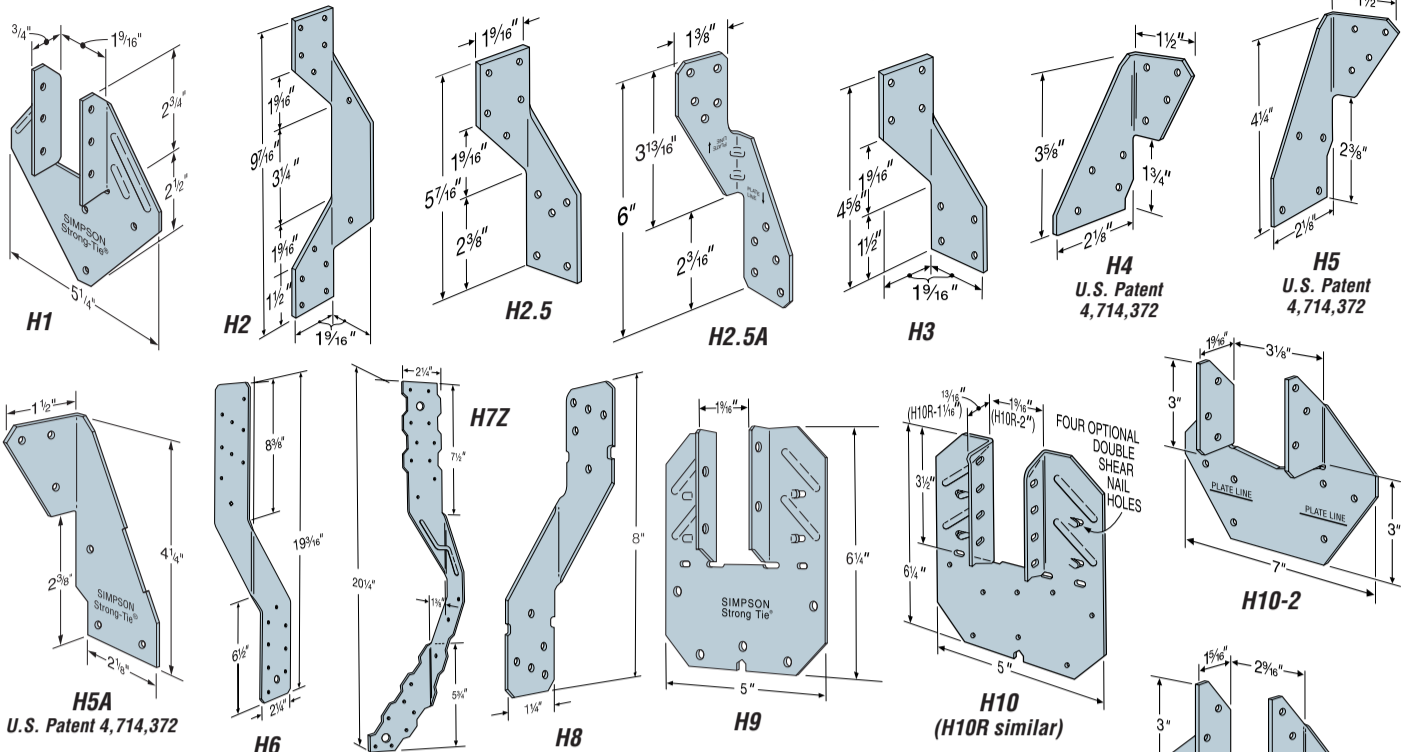 3/4"
1 9/16"
2 3/4"
2 1/2"
SIMPSON
Strong-Tie®
5 1/4"
H1
9 7/16"
1 9/16"
3 1/4"
1 9/16"
1 1/2"
1 9/16"
H2
1 9/16"
1 9/16"
5 7/16"
2 3/8"
H2.5
1 3/8"
3 13/16"
6"
PLATE
LINE
2 3/16"
H2.5A
1 9/16"
4 5/8"
1 1/2"
1 9/16"
H3
1 1/2"
3 5/8"
1 3/4"
2 1/8"
H4
U.S. Patent
4,714,372
1 1/2"
4 1/4"
2 3/8"
2 1/8"
H5
U.S. Patent
4,714,372
1 1/2"
2 3/8"
4 1/4"
SIMPSON
Strong-Tie®
2 1/8"
H5A
U.S. Patent 4,714,372
8 3/8"
19 3/16"
6 1/2"
2 1/4"
H6
2 1/4"
H7Z
7 1/2"
20 1/4"
1 3/8"
5 3/4"
8"
1 1/4"
H8
1 9/16"
SIMPSON
Strong Tie®
6 1/4"
5"
H9
13/16"
(H10R-1 1/16")
1 9/16"
(H10R-2")
FOUR OPTIONAL
DOUBLE
SHEAR
NAIL
HOLES
3 1/2"
6 1/4"
5"
H10
(H10R similar)
1 9/16"
3 1/8"
3"
PLATE LINE
PLATE LINE
3"
7"
H10-2
1 5/16"
2 9/16"
3"